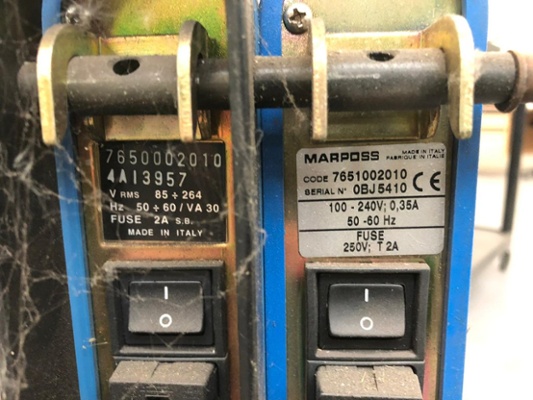 7650002010
4A13957
V RMS 85 ÷ 264
Hz 50 ÷ 60 / VA 30
FUSE 2A S.B.
MADE IN ITALY
I
O
MARPOSS MADE IN ITALY
FABRIQUE EN ITALIE
CODE 7651002010
SERIAL N° 0BJ5410 CE
100 - 240V; 0,35A
50 -60 Hz
FUSE
250V; T 2A
I
O